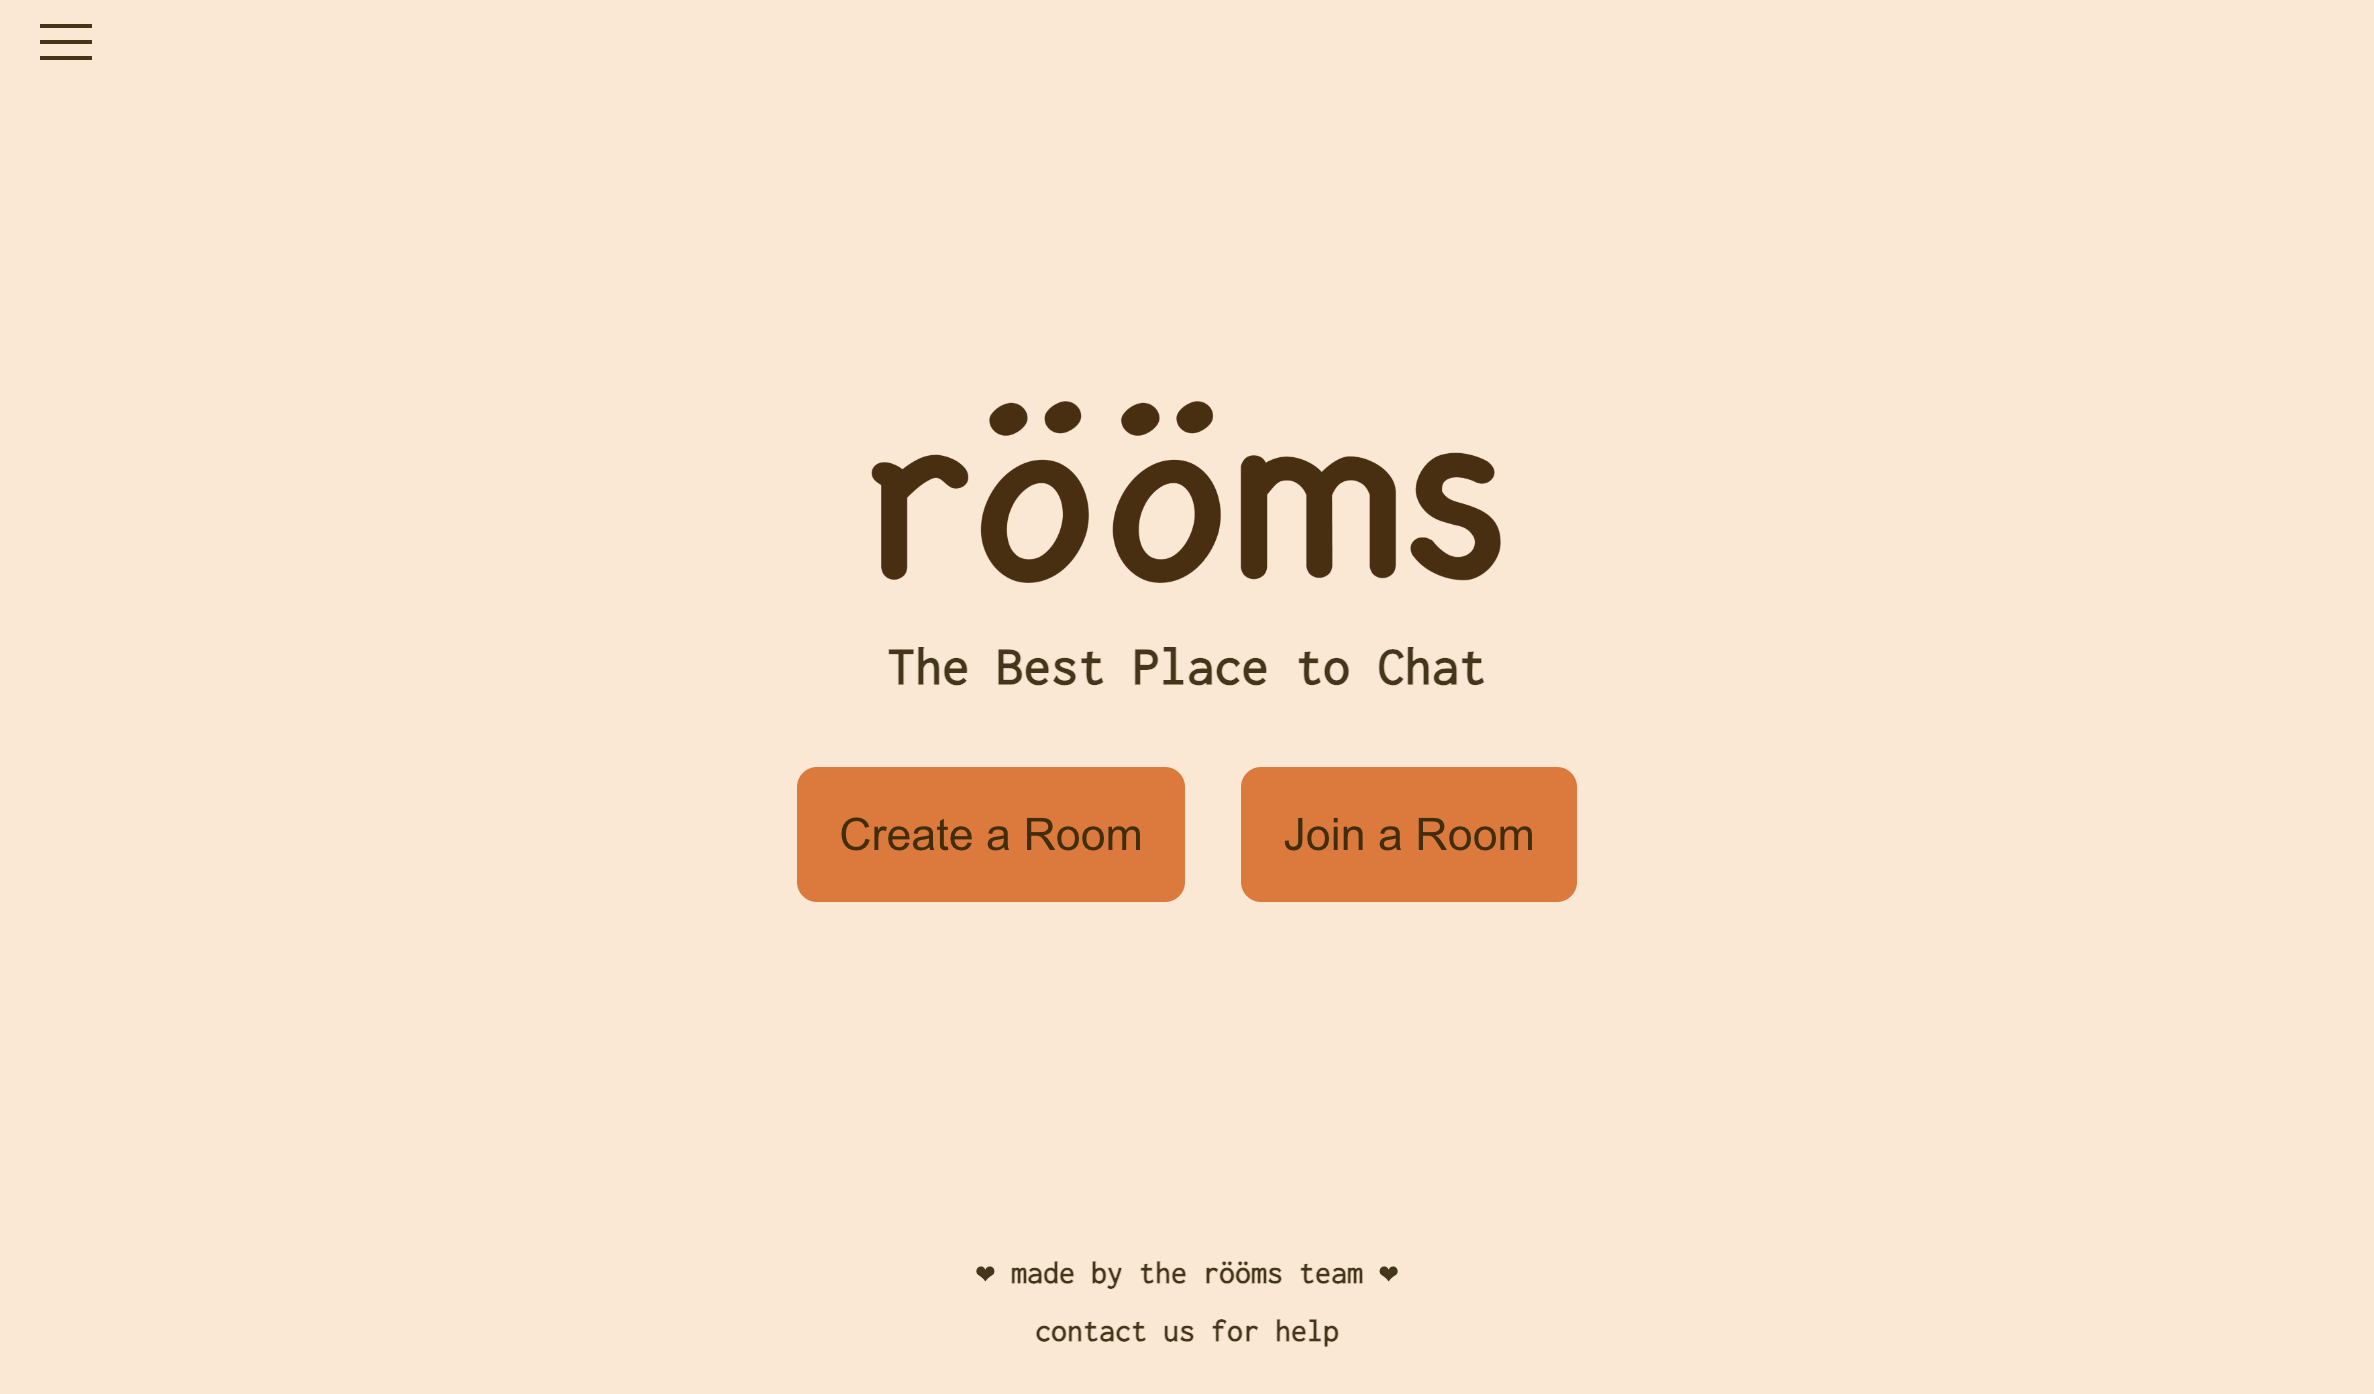 rööms
The Best Place to Chat
Create a Room
Join a Room
❤ made by the rööms team ❤
contact us for help